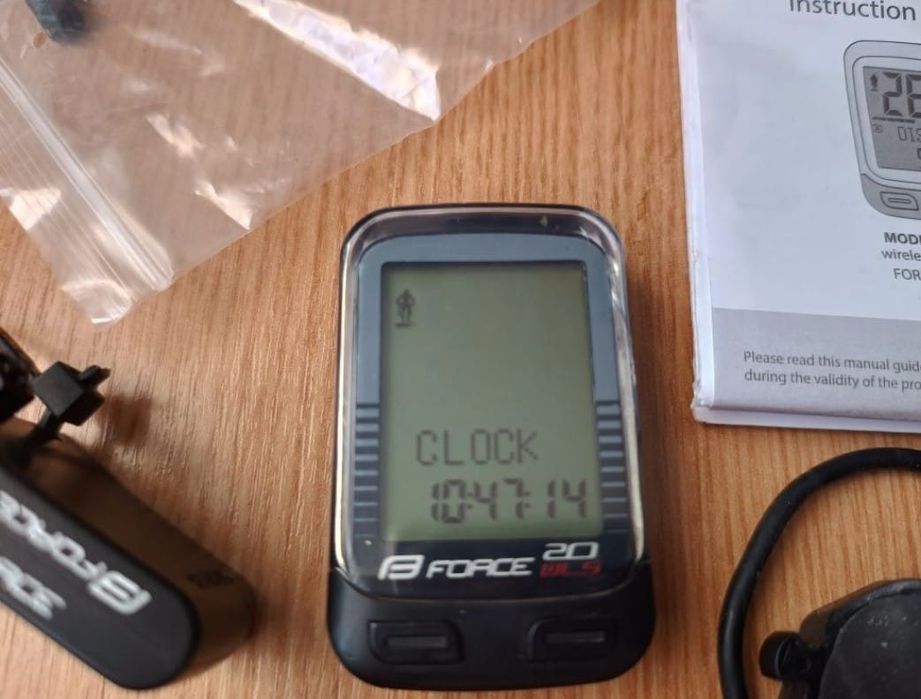 Instruction
26
MOD
wirele
FOR
Please read this manual guid
during the validity of the pro
CLOCK
10:47:14
FORCE 20
WLS
FORCE